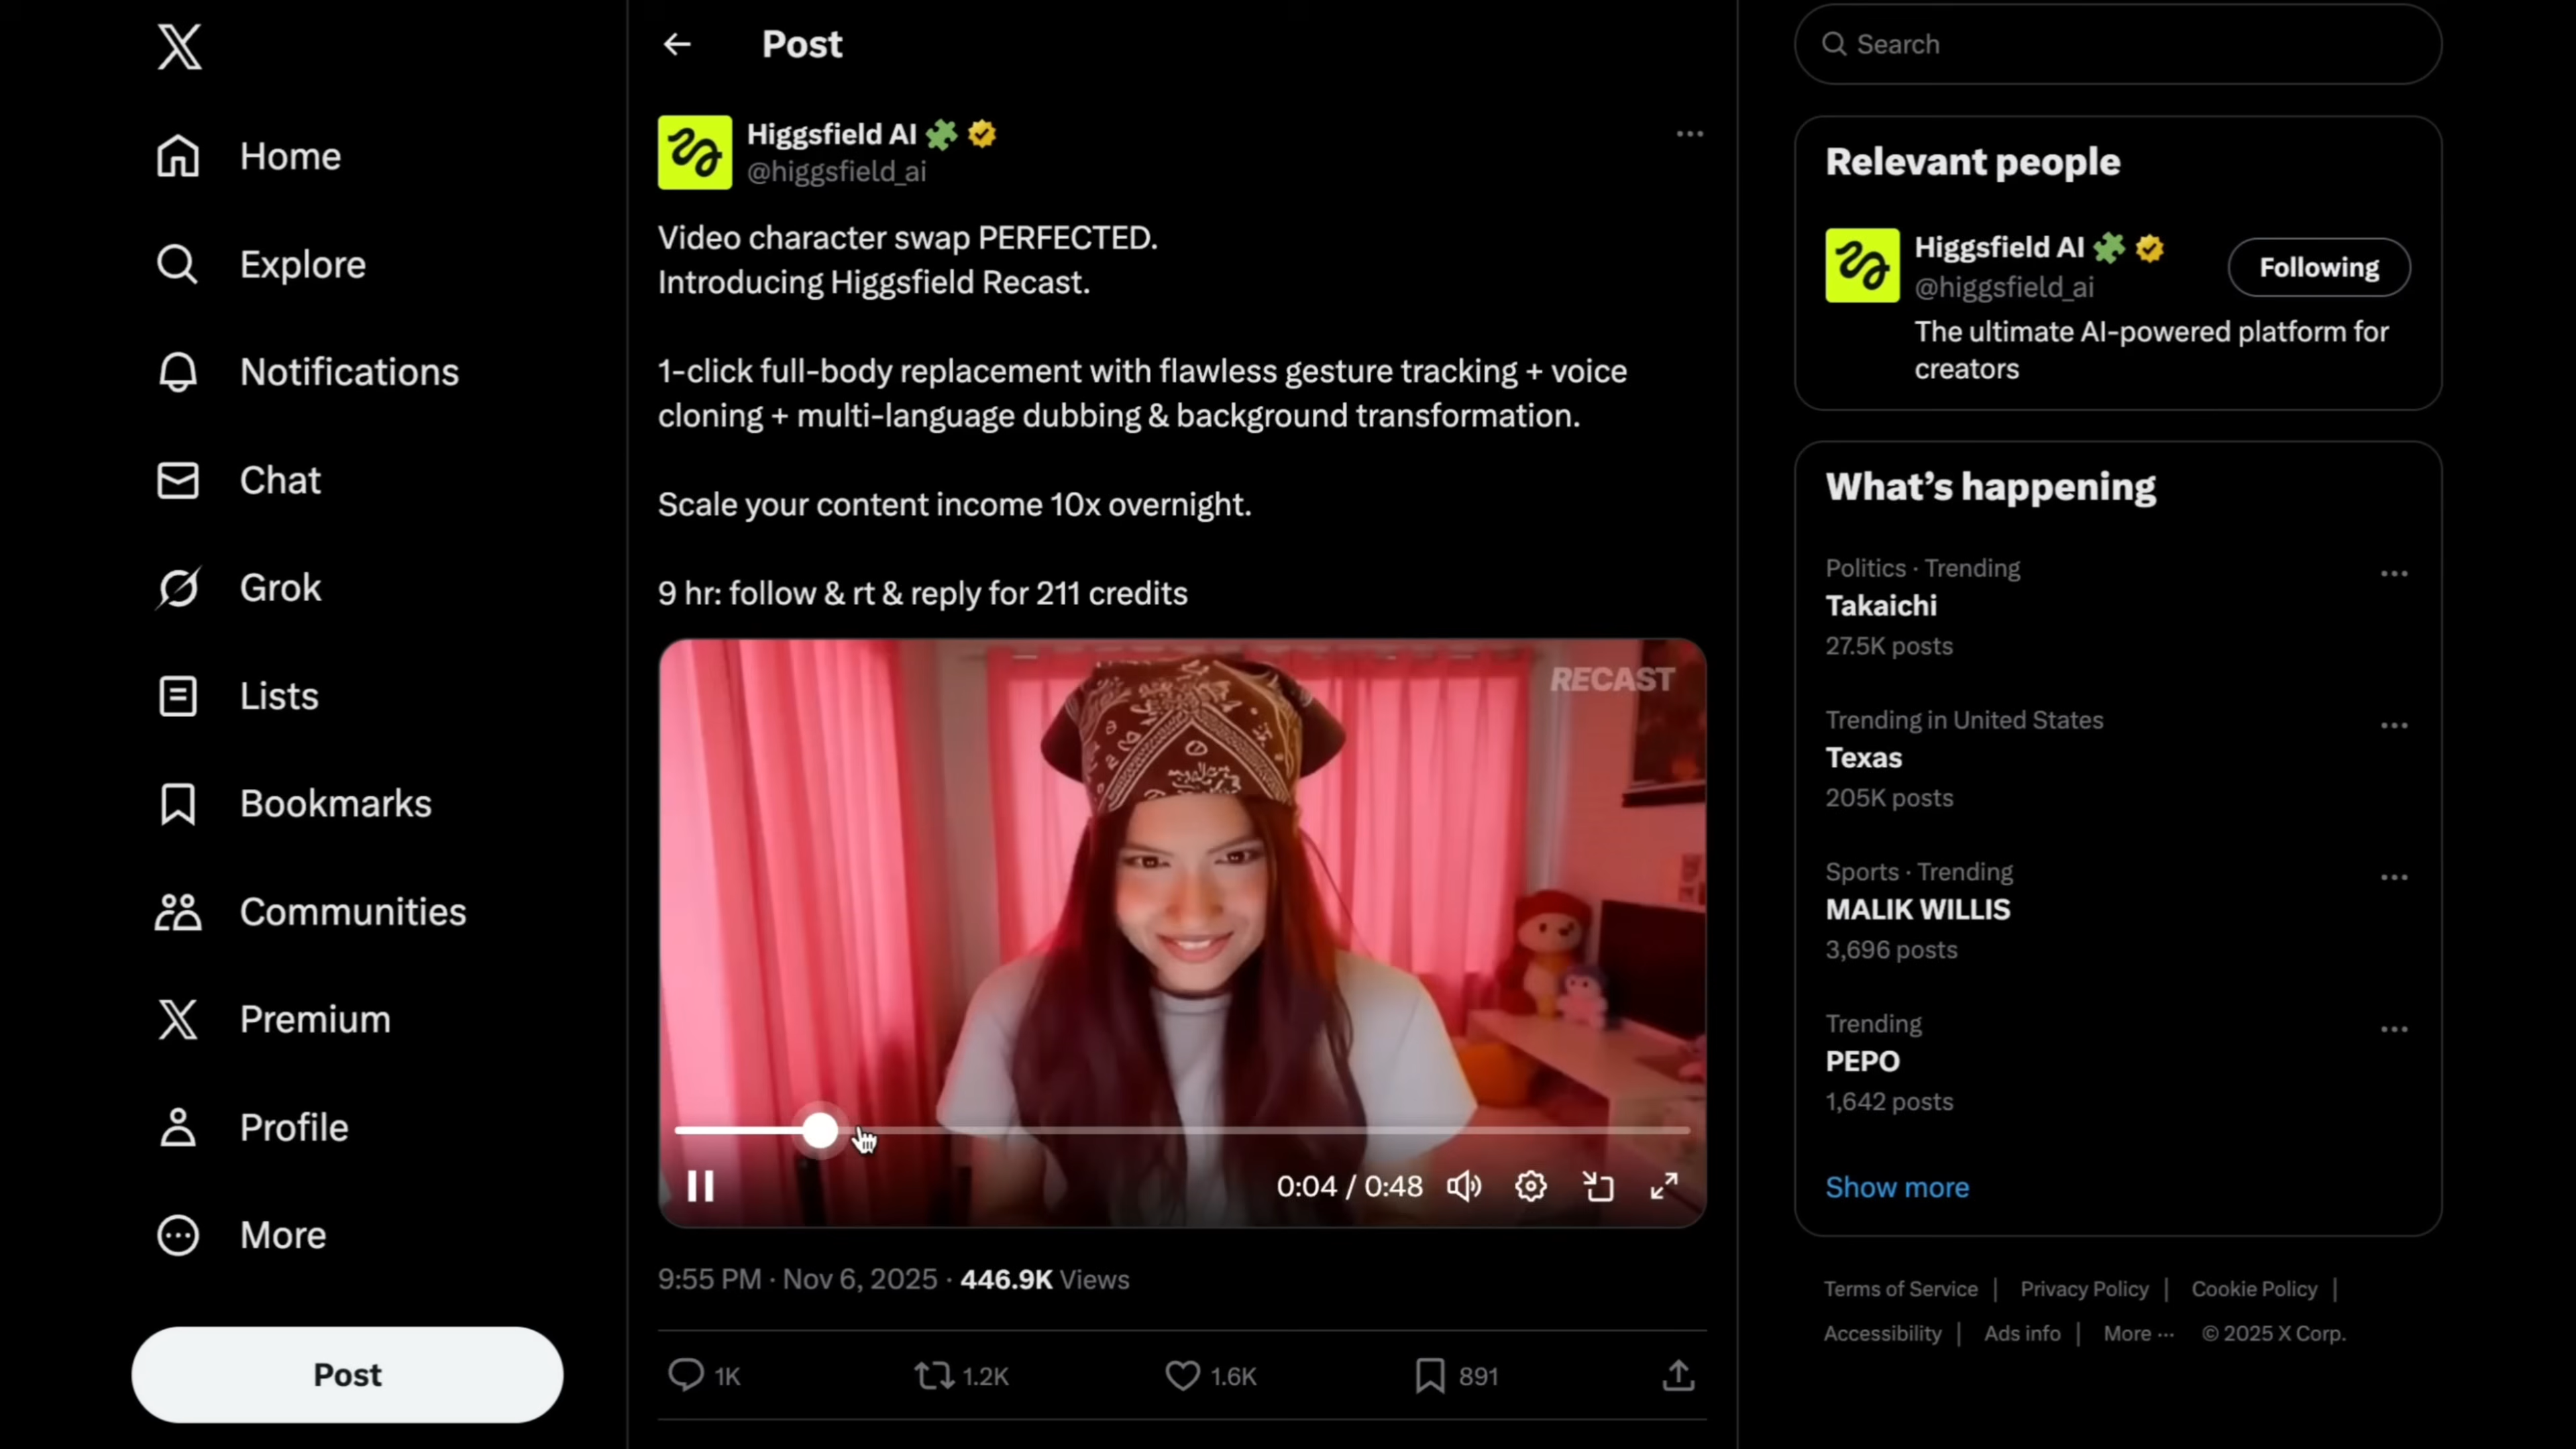 Home
Explore
Notifications
Chat
Grok
Lists
Bookmarks
Communities
Premium
Profile
More
Post
Post
Higgsfield AI
@higgsfield_ai
Video character swap PERFECTED.
Introducing Higgsfield Recast.
1-click full-body replacement with flawless gesture tracking + voice
cloning + multi-language dubbing & background transformation.
Scale your content income 10x overnight.
9 hr: follow & rt & reply for 211 credits
RECAST
0:04 / 0:48
9:55 PM · Nov 6, 2025 · 446.9K Views
1K 1.2K 1.6K 891
Search
Relevant people
Higgsfield AI
@higgsfield_ai
Following
The ultimate AI-powered platform for
creators
What's happening
Politics · Trending
Takaichi
27.5K posts
Trending in United States
Texas
205K posts
Sports · Trending
MALIK WILLIS
3,696 posts
Trending
PEPO
1,642 posts
Show more
Terms of Service | Privacy Policy | Cookie Policy |
Accessibility | Ads info | More ··· © 2025 X Corp.